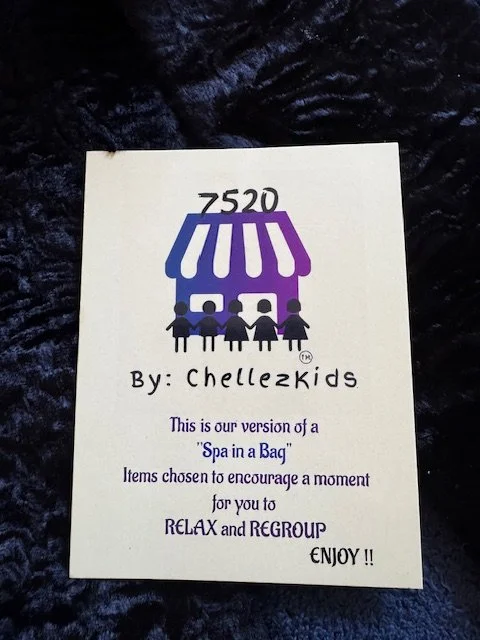 7520
TM
By: ChellezKids
This is our version of a
"Spa in a Bag"
Items chosen to encourage a moment
for you to
RELAX and REGROUP
ENJOY !!